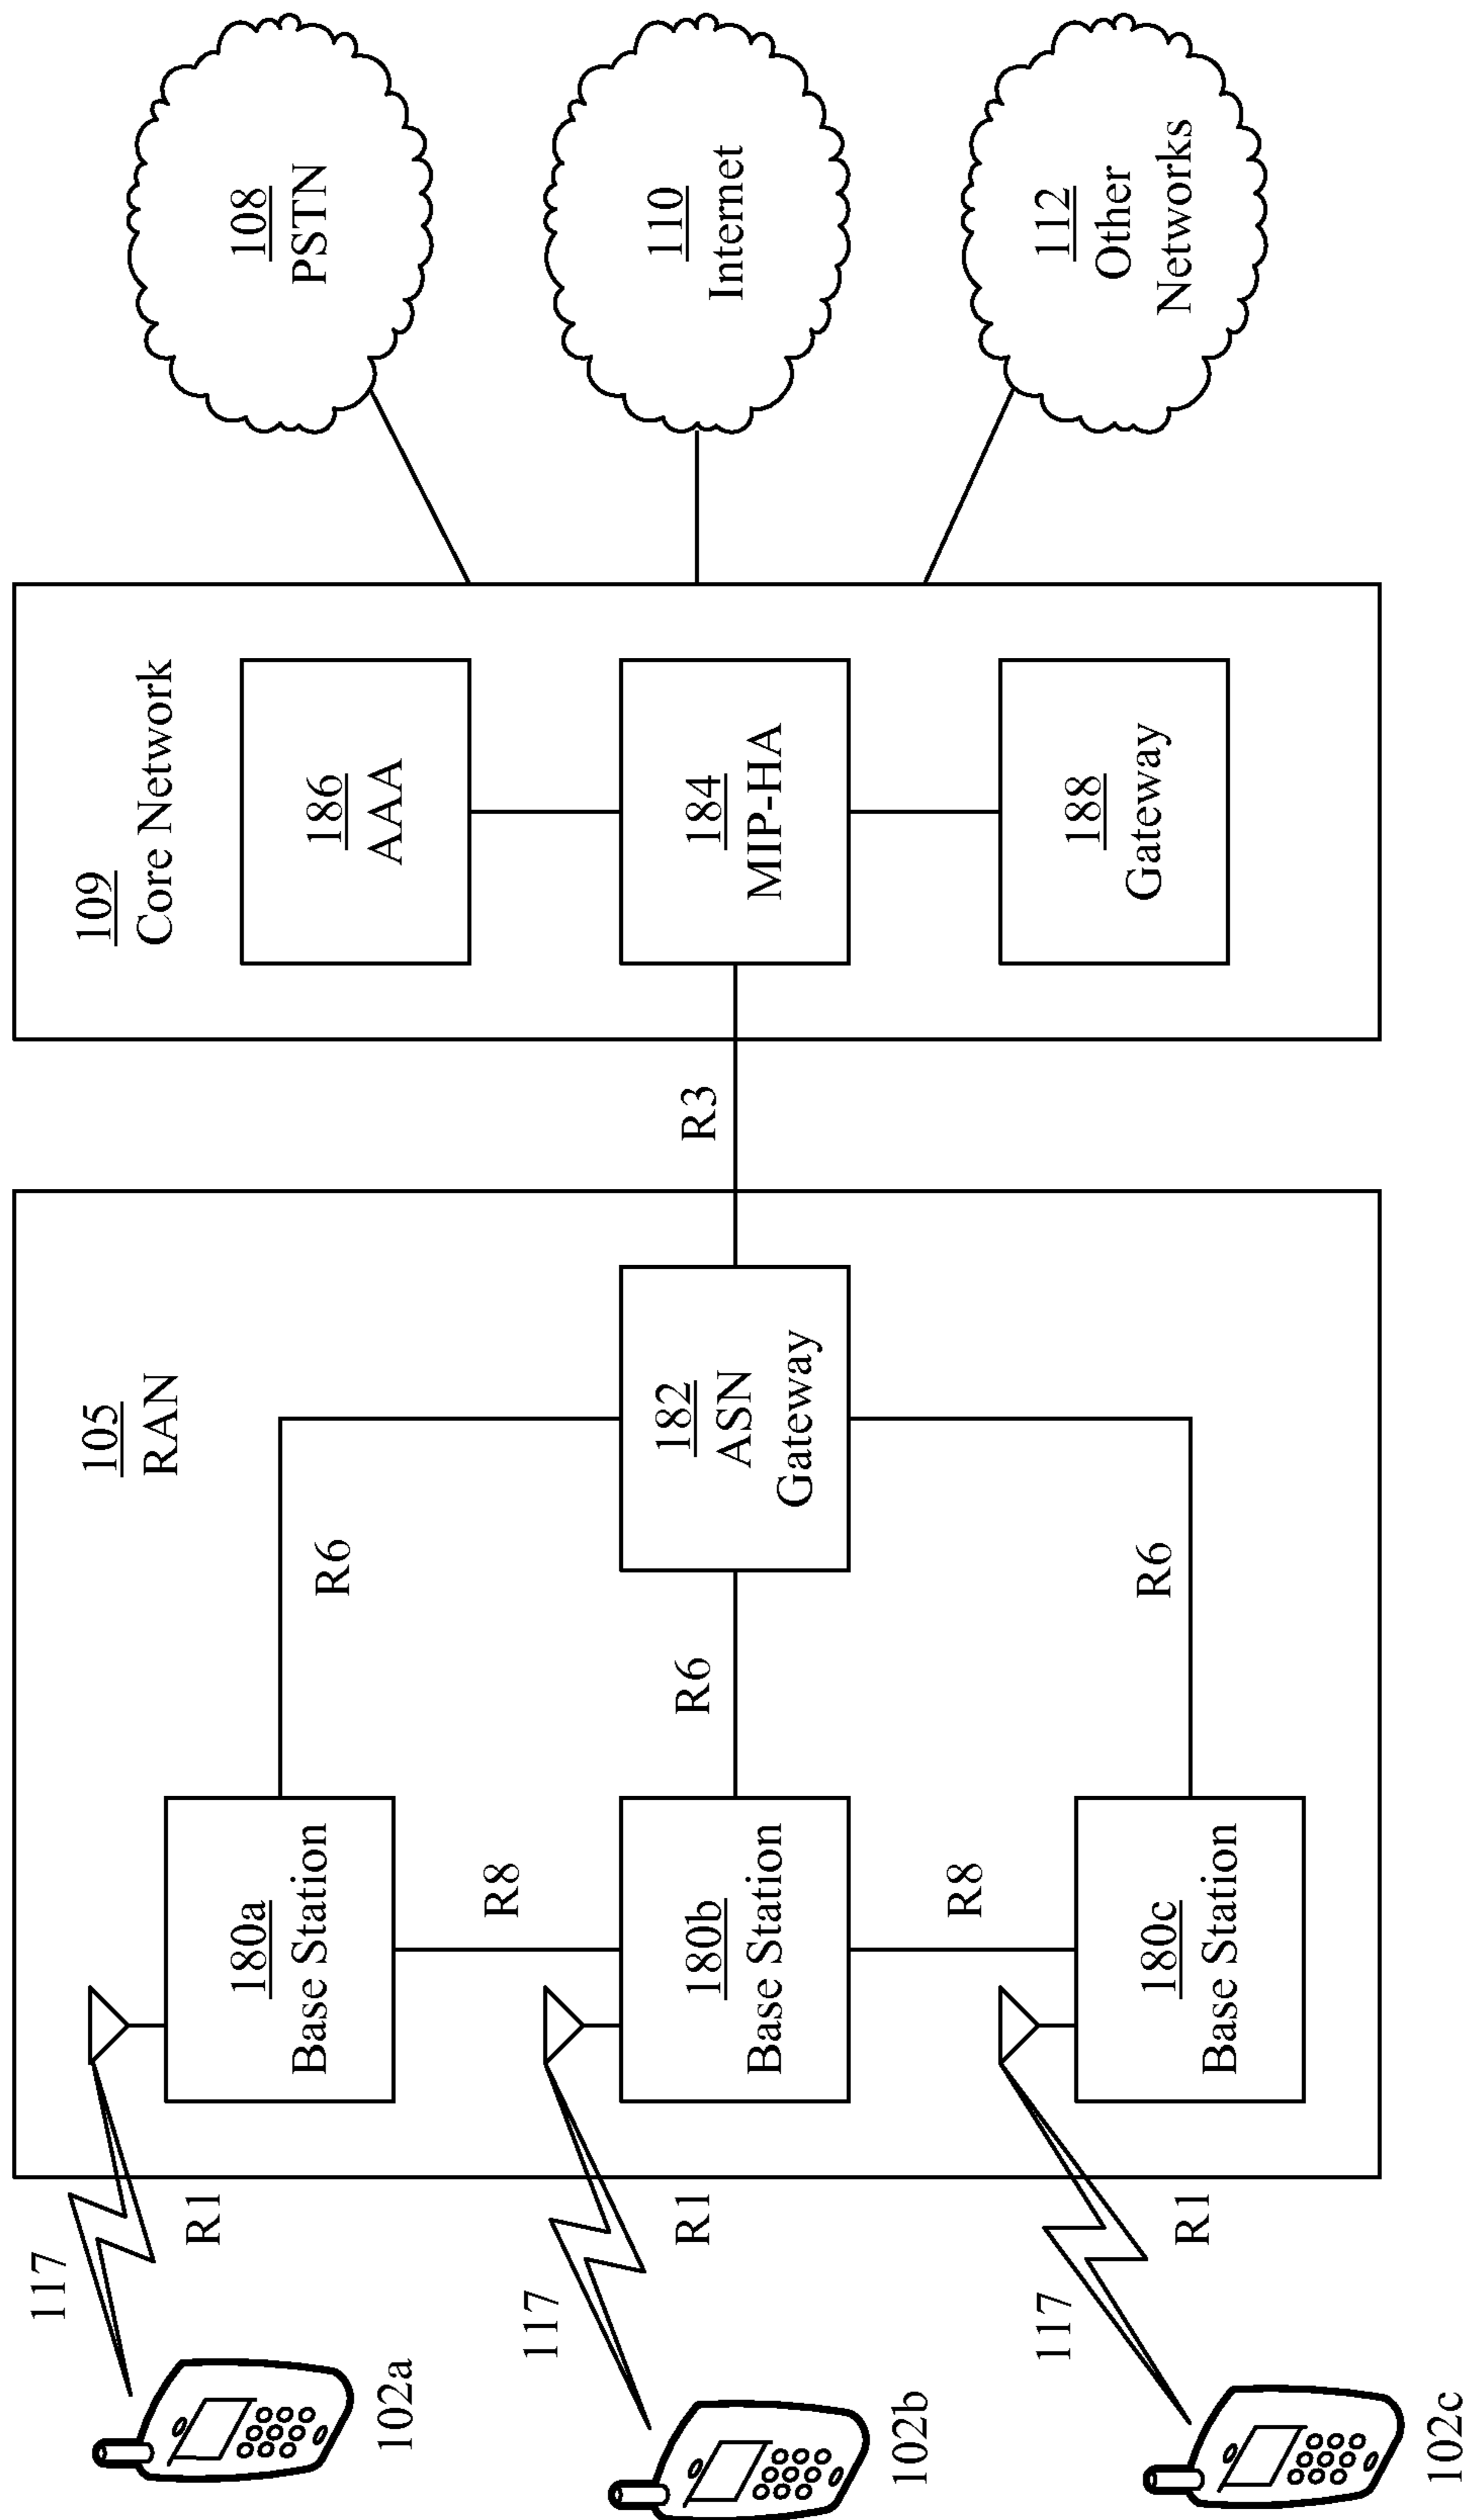 117
R1
102a
117
R1
102b
117
R1
102c
105
RAN
180a
Base Station
R8
180b
Base Station
R8
180c
Base Station
R6
R6
R6
182
ASN
Gateway
R3
109
Core Network
186
AAA
184
MIP-HA
188
Gateway
108
PSTN
110
Internet
112
Other
Networks